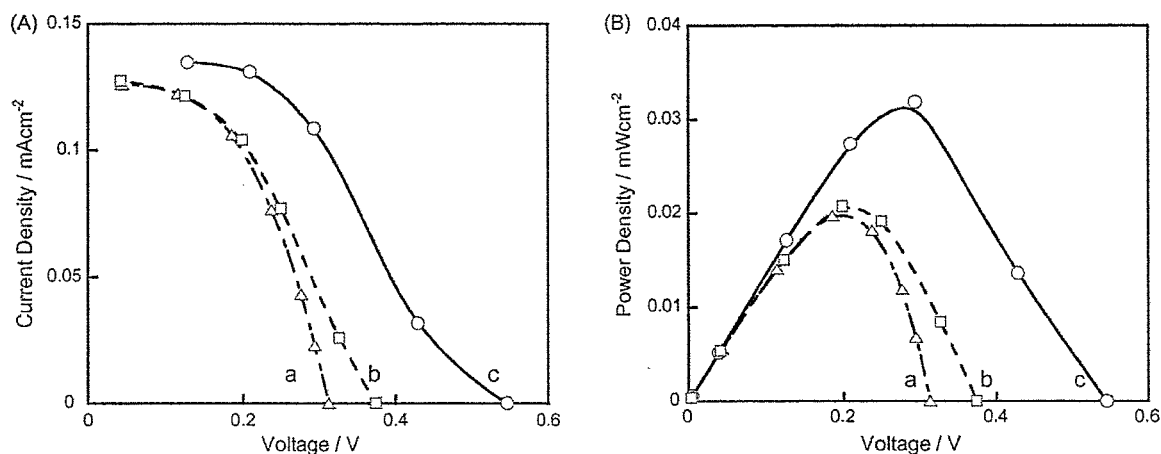 (A)
0.15
0.1
0.05
0
Current Density / mAcm⁻²
a
b
c
0
0.2
0.4
0.6
Voltage / V
(B)
0.04
0.03
0.02
0.01
0
Power Density / mWcm⁻²
a
b
c
0
0.2
0.4
0.6
Voltage / V